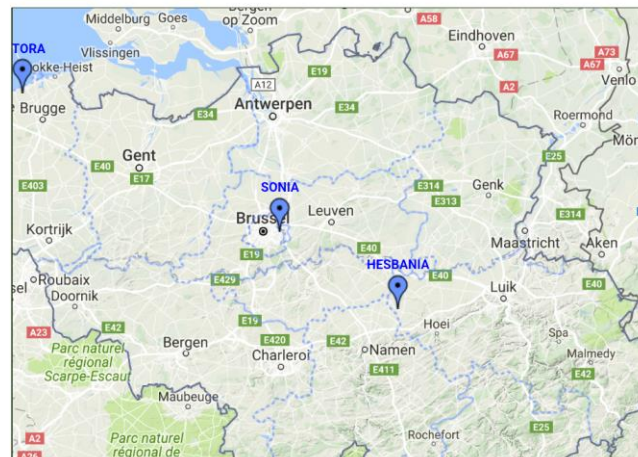 Bergen
op Zoom
Middelburg
Goes
A58
Eindhoven
TORA
Vlissingen
A67
A73
A67
okke-Heist
E19
A2
Venlo
A12
Brugge
Antwerpen
E34
E34
Roermond
Gent
E40
E17
E25
Mön
E403
SONIA
E314
E313
Genk
E314
Kortrijk
Brussel
Leuven
Maastricht
Aken
E19
E40
HESBANIA
E40
Roubaix
E429
Luik
E40
Doornik
A23
E42
E19
E420
E42
Hoei
Spa
Parc naturel
régional
Scarpe-Escaut
Bergen
Charleroi
Namen
Malmedy
E42
E411
Maubeuge
E25
A2
A26
Parc naturel
régional de
Rochefort